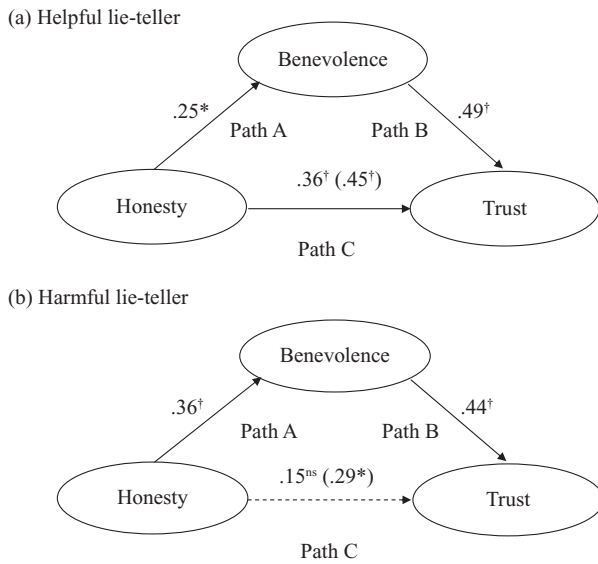 (a) Helpful lie-teller
Benevolence
.25*
.49†
Path A
Path B
.36† (.45†)
Honesty
Trust
Path C
(b) Harmful lie-teller
Benevolence
.36†
.44†
Path A
Path B
.15ns (.29*)
Honesty
Trust
Path C